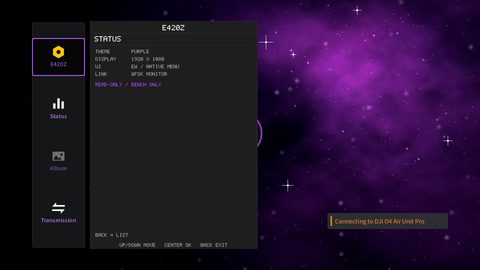 E420Z
STATUS
THEME PURPLE
DISPLAY 1920 X 1080
UI EW / NATIVE MENU
LINK GFSK MONITOR
READ-ONLY / BENCH ONLY
BACK = LIST
UP/DOWN MOVE CENTER OK BACK EXIT
E420Z
Status
Album
Transmission
Connecting to DJI O4 Air Unit Pro